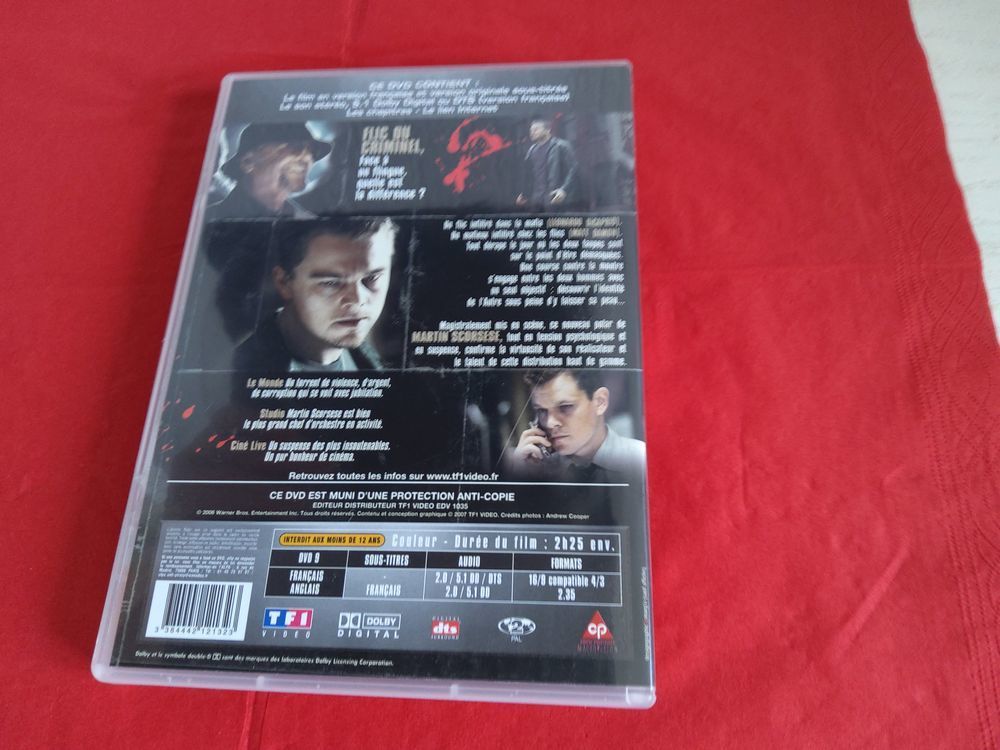 CE DVD CONTIENT :
Le film en version française et version originale sous-titrée
Le son stéréo, 5.1 Dolby Digital ou DTS (version française)
Les chapitres - Le lien Internet
FLIC OU
CRIMINEL,
Face à
un flingue,
quelle est
la différence ?
Un flic infiltré dans la mafia (LEONARDO DICAPRIO),
Un mafieux infiltré chez les flics (MATT DAMON),
Tout dérape le jour où les deux taupes sont
sur le point d'être démasquées.
Une course contre la montre
s'engage entre les deux hommes avec
un seul objectif : découvrir l'identité
de l'Autre sous peine d'y laisser sa peau...
Magistralement mis en scène, ce nouveau polar de
MARTIN SCORSESE, tout en tension psychologique et
en suspense, confirme la virtuosité de son réalisateur et
le talent de cette distribution haut de gamme.
Le Monde Un torrent de violence, d'argent,
de corruption qui se voit avec jubilation.
Studio Martin Scorsese est bien
le plus grand chef d'orchestre en activité.
Ciné Live Un suspense des plus insoutenables.
Un pur bonheur de cinéma.
Retrouvez toutes les infos sur www.tf1video.fr
CE DVD EST MUNI D'UNE PROTECTION ANTI-COPIE
EDITEUR DISTRIBUTEUR TF1 VIDEO EDV 1035
© 2006 Warner Bros. Entertainment Inc. Tous droits réservés. Contenu et conception graphique © 2007 TF1 VIDEO. Crédits photos : Andrew Cooper
INTERDIT AUX MOINS DE 12 ANS Couleur - Durée du film : 2h25 env.
DVD 9 SOUS-TITRES AUDIO FORMATS
FRANÇAIS - 2.0 / 5.1 DD / DTS 16/9 compatible 4/3
ANGLAIS FRANÇAIS 2.0 / 5.1 DD 2.35
3 384442 121323
TF1
VIDEO
DOLBY
DIGITAL
DIGITAL
dts
SURROUND
2
PAL
cp
Dolby et le symbole double-D sont des marques des laboratoires Dolby Licensing Corporation.